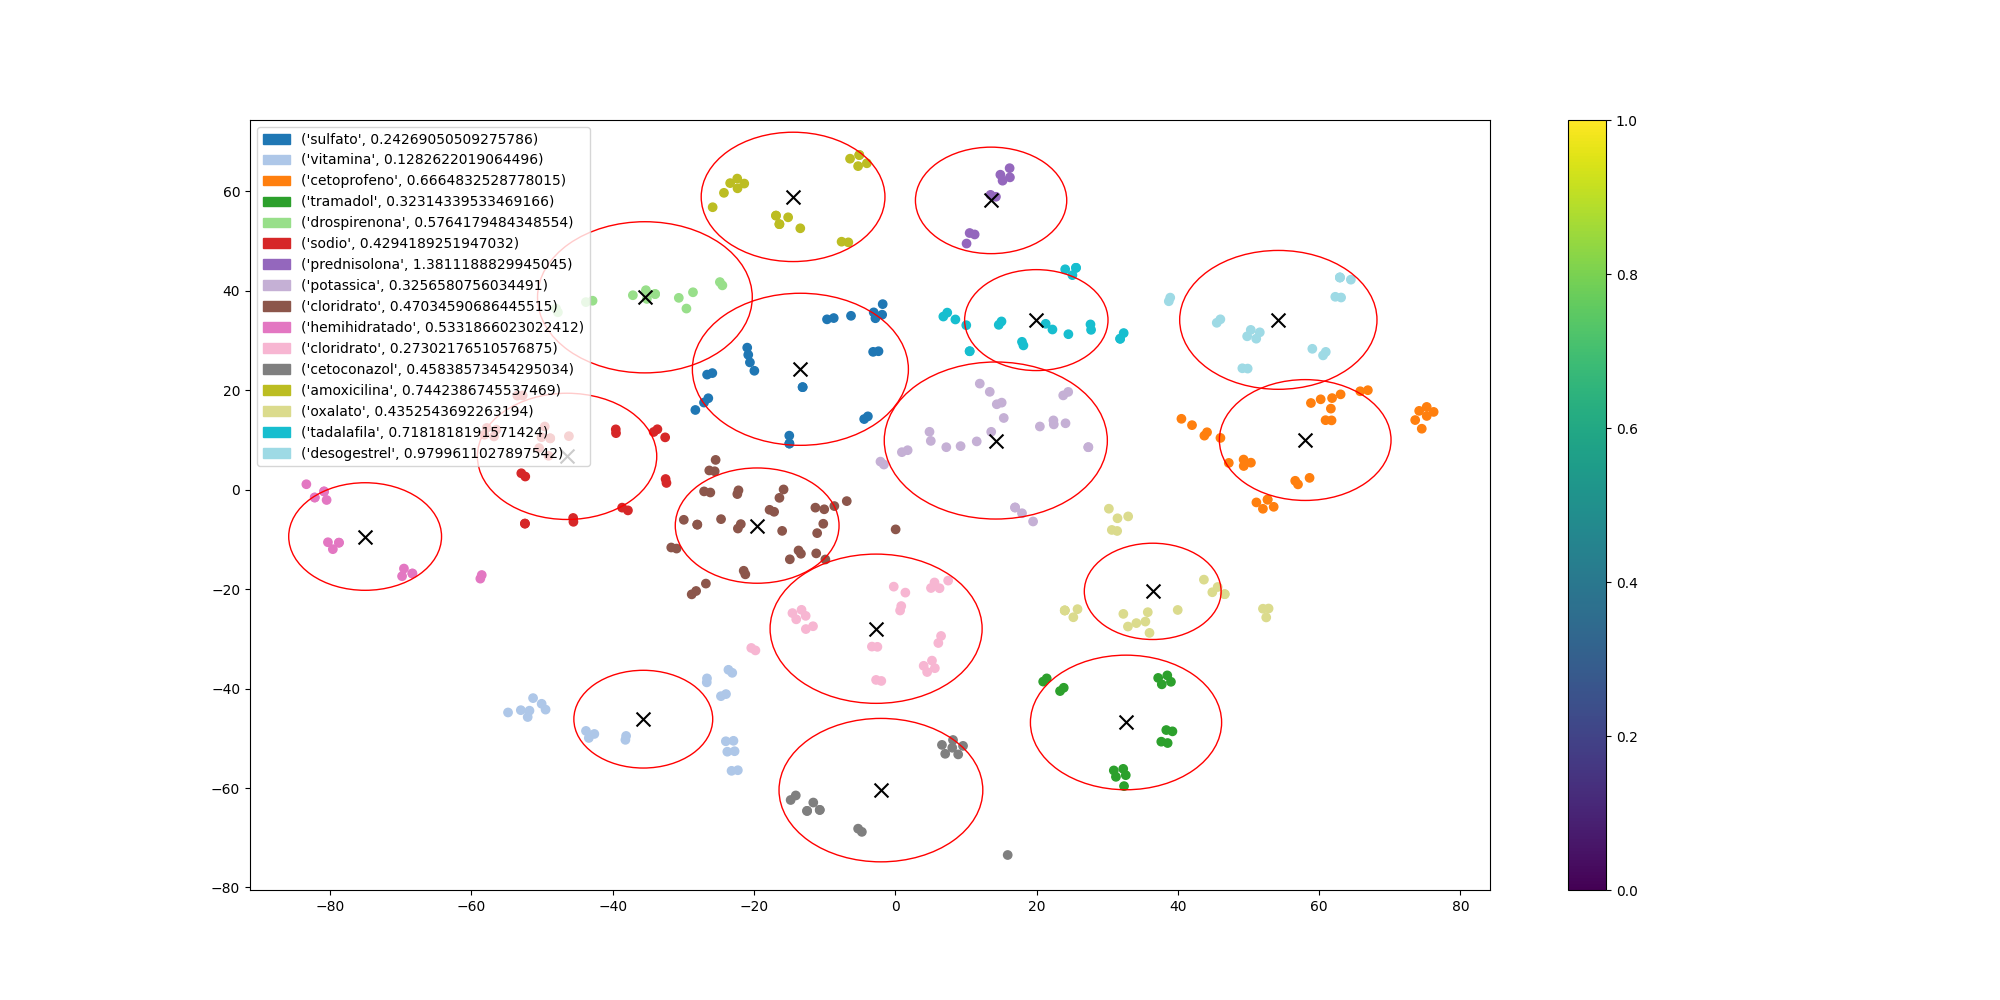 ('sulfato', 0.24269050509275786)
('vitamina', 0.1282622019064496)
('cetoprofeno', 0.6664832528778015)
('tramadol', 0.32314339533469166)
('drospirenona', 0.5764179484348554)
('sodio', 0.4294189251947032)
('prednisolona', 1.3811188829945045)
('potassica', 0.3256580756034491)
('cloridrato', 0.47034590686445515)
('hemihidratado', 0.5331866023022412)
('cloridrato', 0.27302176510576875)
('cetoconazol', 0.45838573454295034)
('amoxicilina', 0.7442386745537469)
('oxalato', 0.4352543692263194)
('tadalafila', 0.7181818191571424)
('desogestrel', 0.9799611027897542)
60
40
20
0
−20
−40
−60
−80
−80 −60 −40 −20 0 20 40 60 80
1.0
0.8
0.6
0.4
0.2
0.0